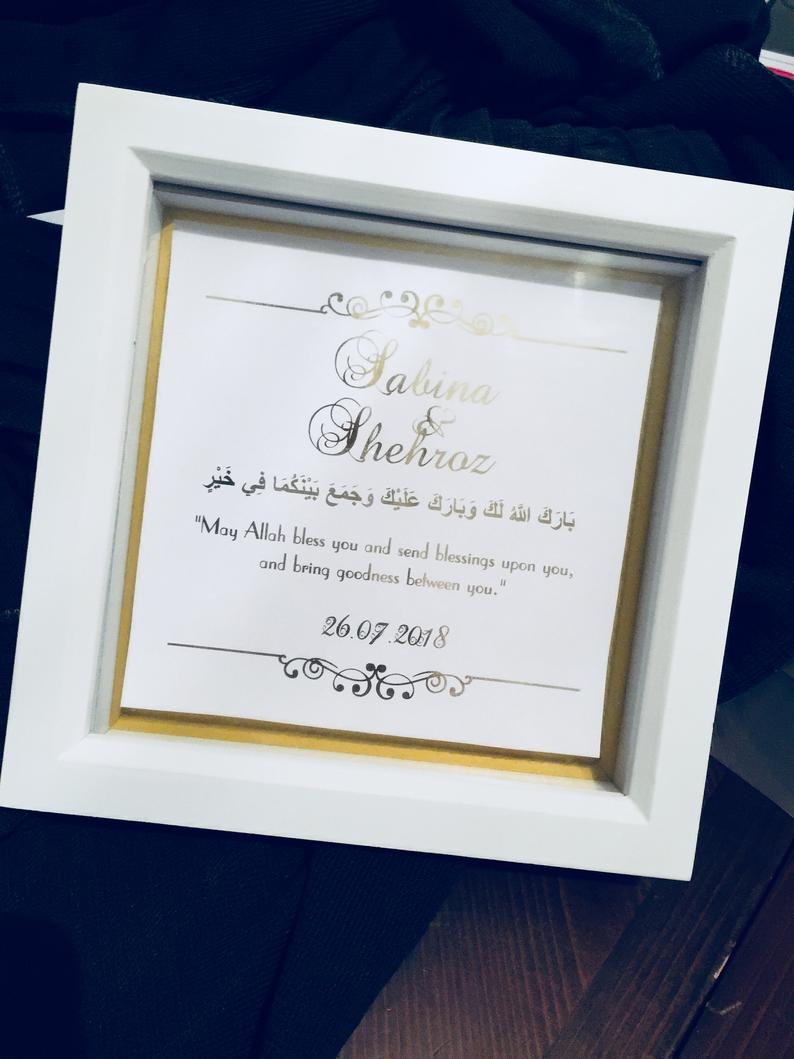 Sabina
&
Shehroz
بَارَكَ اللَّهُ لَكَ وَبَارَكَ عَلَيْكَ وَجَمَعَ بَيْنَكُمَا فِي خَيْرٍ
"May Allah bless you and send blessings upon you,
and bring goodness between you."
26.07.2018